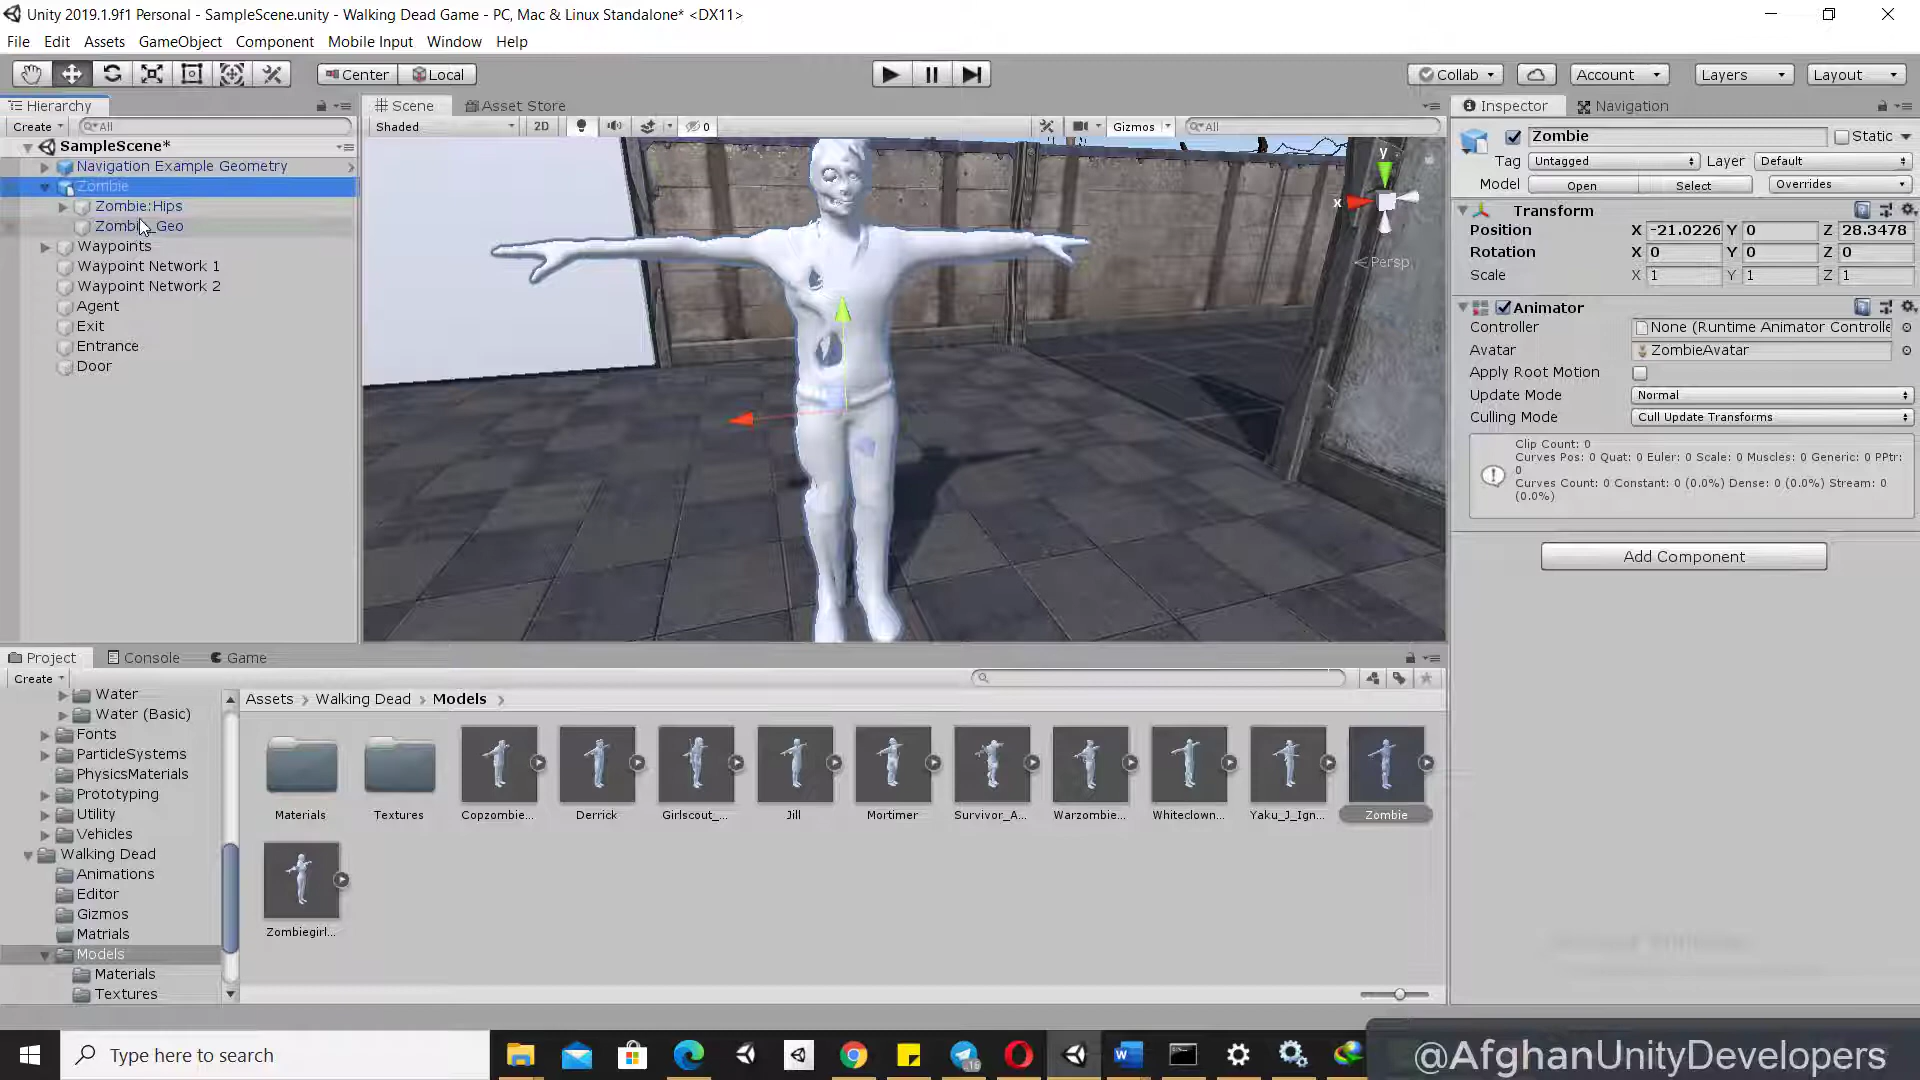 Unity 2019.1.9f1 Personal - SampleScene.unity - Walking Dead Game - PC, Mac & Linux Standalone* <DX11>
File Edit Assets GameObject Component Mobile Input Window Help
Center Local Collab Account Layers Layout
Hierarchy
Create All
SampleScene*
Navigation Example Geometry
Zombie
Zombie:Hips
Zombie_Geo
Waypoints
Waypoint Network 1
Waypoint Network 2
Agent
Exit
Entrance
Door
Scene Asset Store
Shaded 2D 0 Gizmos All
y
x
Persp
Inspector Navigation
Zombie Static
Tag Untagged Layer Default
Model Open Select Overrides
Transform
Position X -21.0226 Y 0 Z 28.3478
Rotation X 0 Y 0 Z 0
Scale X 1 Y 1 Z 1
Animator
Controller None (Runtime Animator Controlle
Avatar ZombieAvatar
Apply Root Motion
Update Mode Normal
Culling Mode Cull Update Transforms
Clip Count: 0
Curves Pos: 0 Quat: 0 Euler: 0 Scale: 0 Muscles: 0 Generic: 0 PPtr:
0
Curves Count: 0 Constant: 0 (0.0%) Dense: 0 (0.0%) Stream: 0
(0.0%)
Add Component
Project Console Game
Create
Water
Water (Basic)
Fonts
ParticleSystems
PhysicsMaterials
Prototyping
Utility
Vehicles
Walking Dead
Animations
Editor
Gizmos
Matrials
Models
Materials
Textures
Assets > Walking Dead > Models >
Materials Textures Copzombie... Derrick Girlscout_... Jill Mortimer Survivor_A... Warzombie... Whiteclown... Yaku_J_Ign... Zombie
Zombiegirl...
Type here to search
16
@AfghanUnityDevelopers